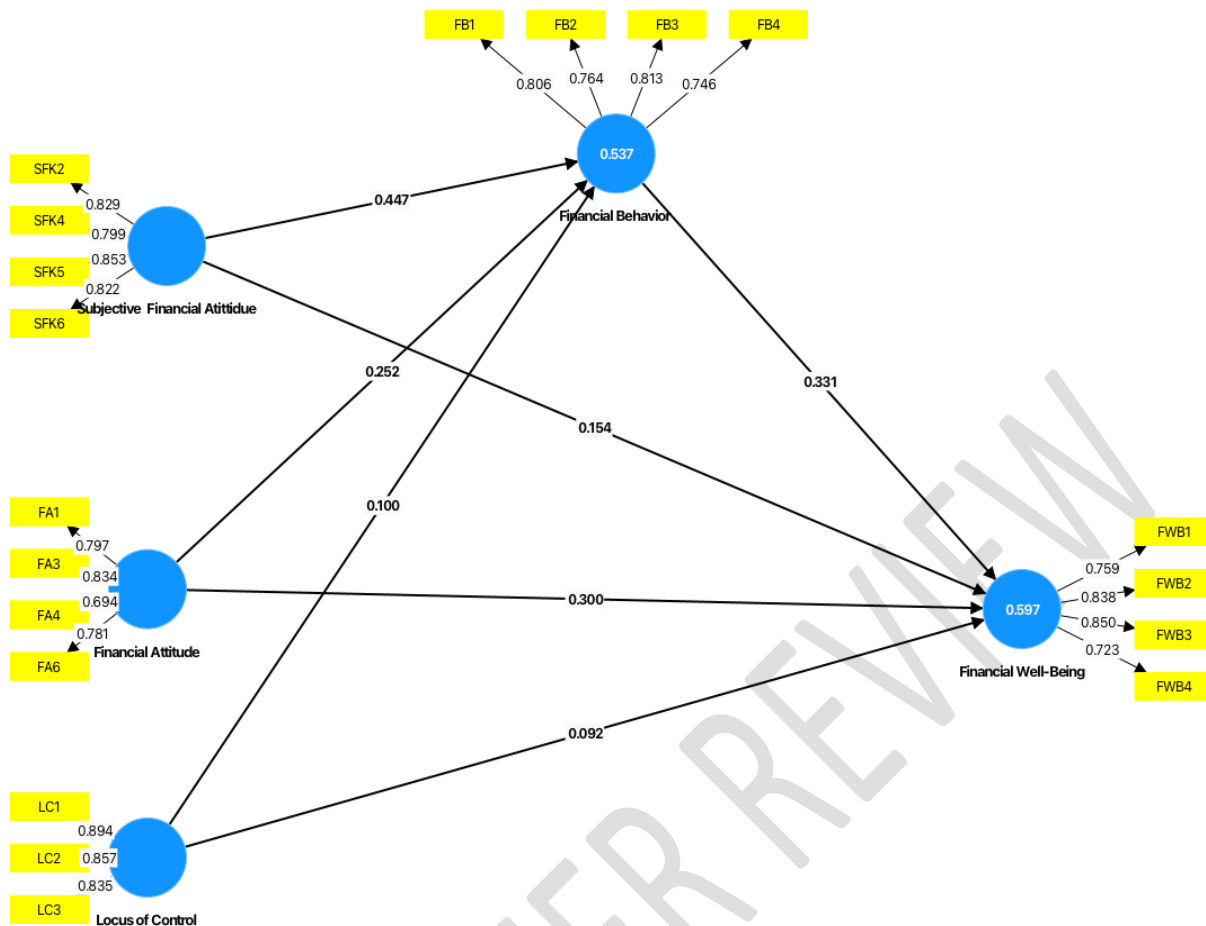 FB1 FB2 FB3 FB4
0.806 0.764 0.813 0.746
0.537
Financial Behavior
SFK2
SFK4
SFK5
SFK6
0.829
0.799
0.853
0.822
Subjective Financial Atittidue
0.447
0.252
0.331
0.154
0.100
FA1
FA3
FA4
FA6
0.797
0.834
0.694
0.781
Financial Attitude
0.300
FWB1
FWB2
FWB3
FWB4
0.759
0.838
0.850
0.723
0.597
Financial Well-Being
0.092
LC1
LC2
LC3
0.894
0.857
0.835
Locus of Control
ER REVIEW